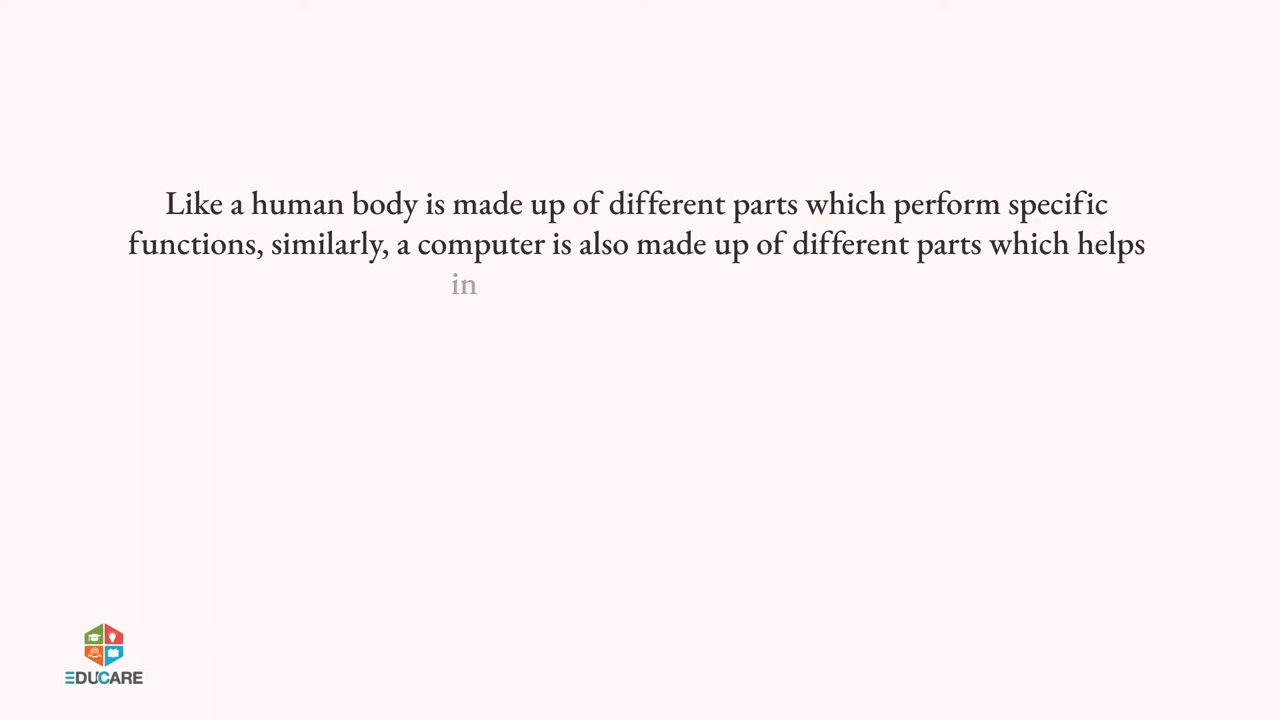 Like a human body is made up of different parts which perform specific
functions, similarly, a computer is also made up of different parts which helps
in
EDUCARE